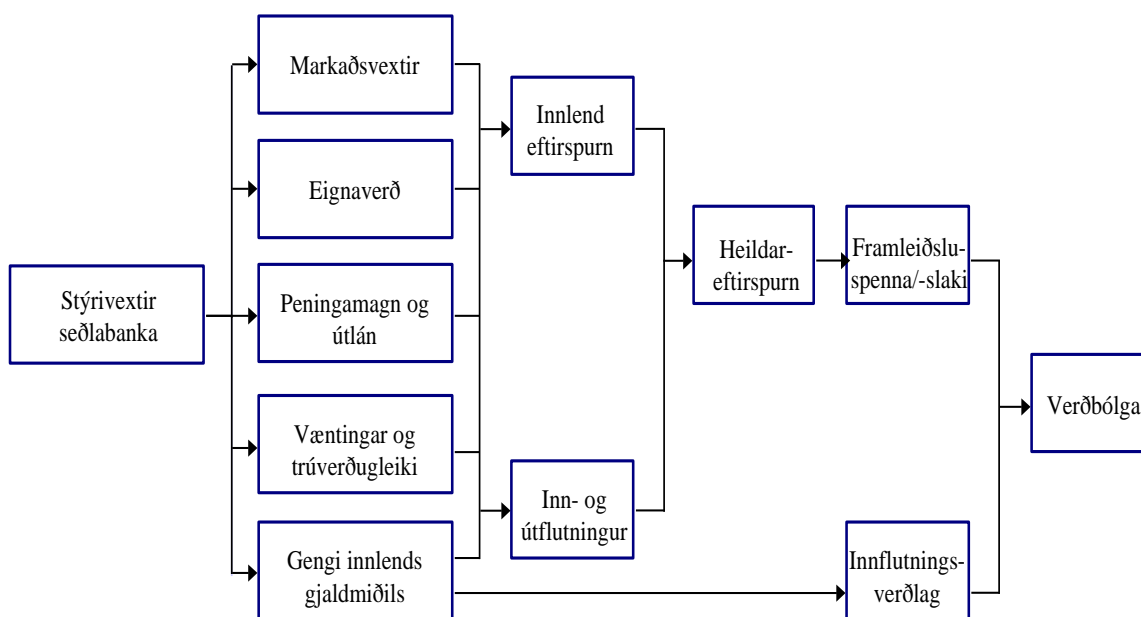 Markaðsvextir
Innlend
eftirspurn
Eignaverð
Heildar-
eftirspurn
Framleiðslu-
spenna/-slaki
Stýrivextir
seðlabanka
Peningamagn og
útlán
Verðbólga
Væntingar og
trúverðugleiki
Inn- og
útflutningur
Gengi innlends
gjaldmiðils
Innflutnings-
verðlag